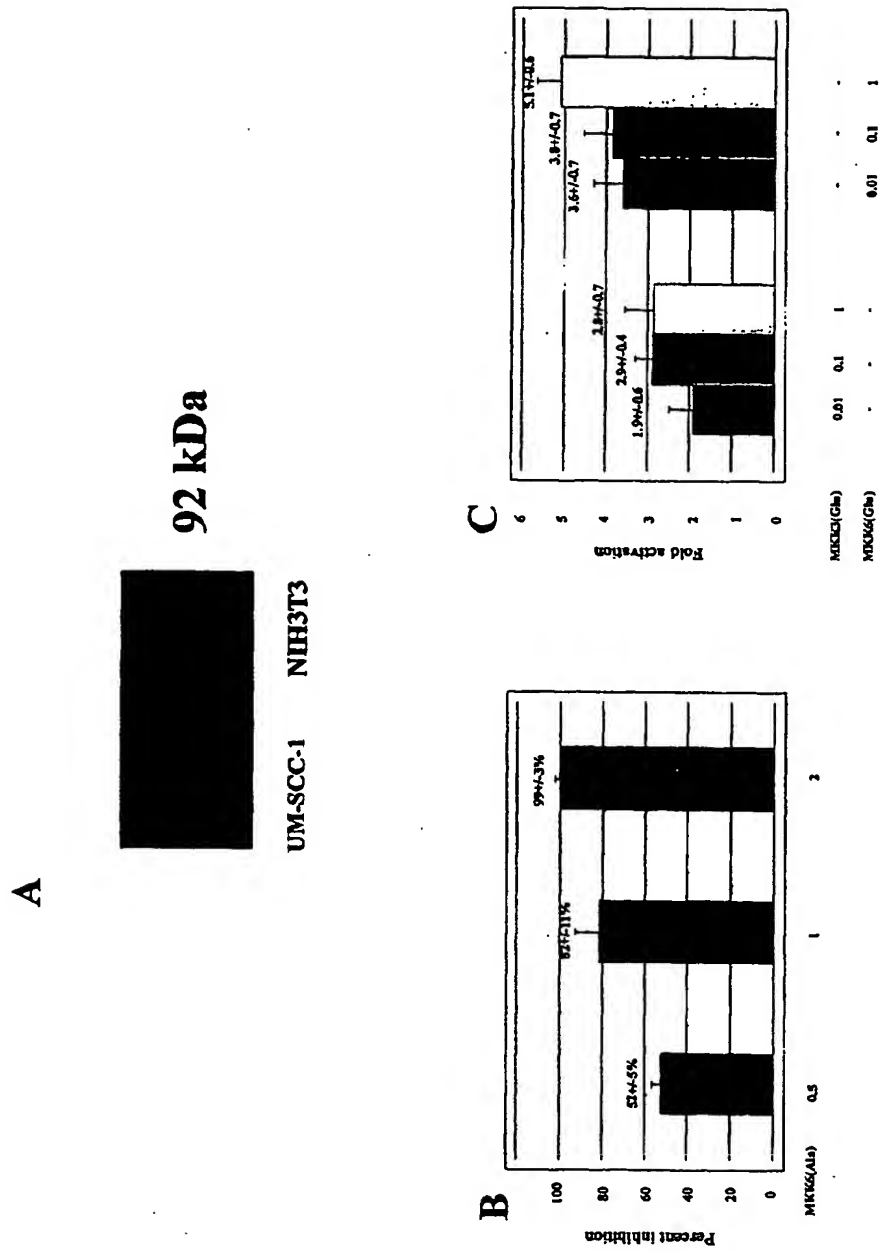 A
92 kDa
UM-SCC-1 NIH3T3
B
Percent inhibition
100
80
60
40
20
0
52+/-5%
82+/-11%
99+/-3%
MKK6(Ala) 0.5 1 2
C
Fold activation
6
5
4
3
2
1
0
1.9+/-0.6
2.9+/-0.4
2.8+/-0.7
3.6+/-0.7
3.8+/-0.7
5.1+/-0.6
MKK3(Glu) 0.01 0.1 1 - - -
MKK6(Glu) - - - 0.01 0.1 1